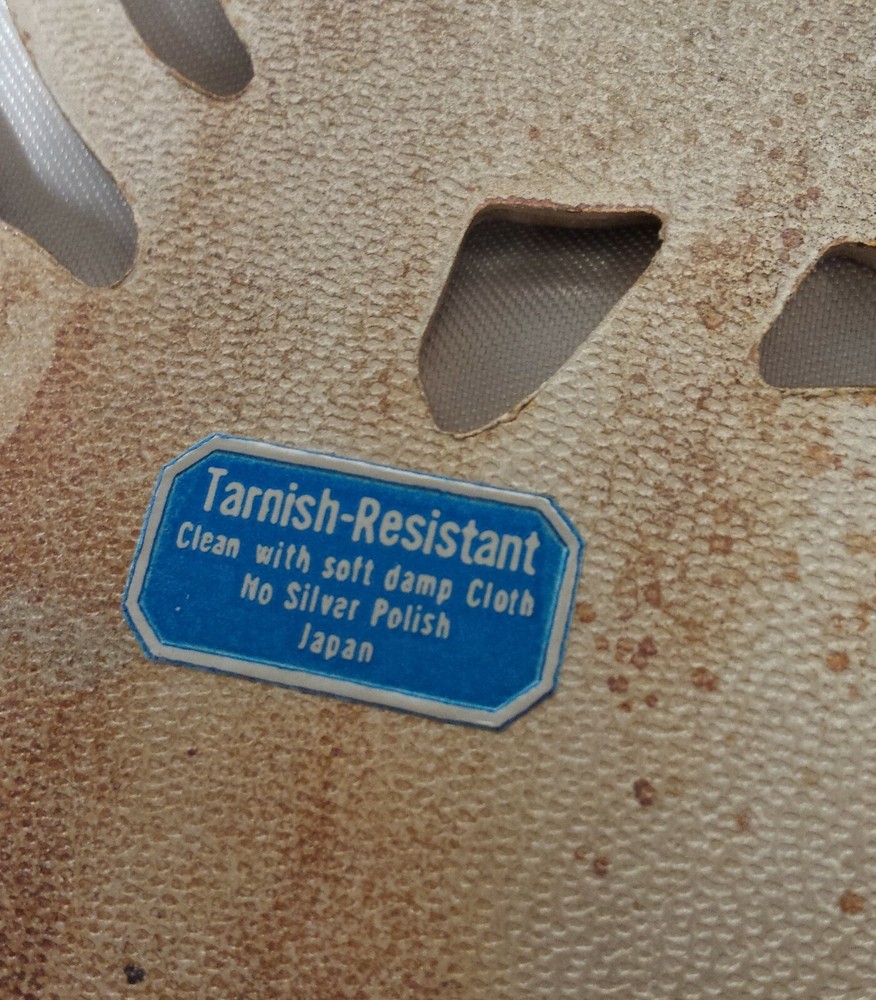 Tarnish-Resistant
Clean with soft damp Cloth
No Silver Polish
Japan